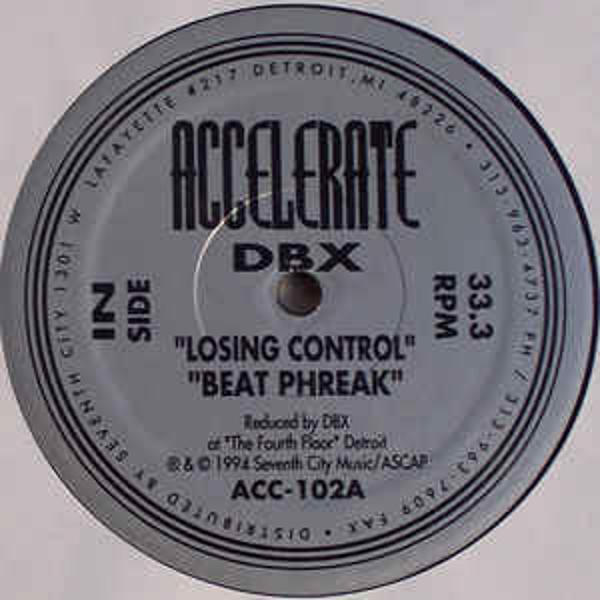 ACCELERATE
DBX
IN
SIDE
33.3
RPM
"LOSING CONTROL"
"BEAT PHREAK"
Reduced by DBX
at "The Fourth Floor" Detroit
℗ & © 1994 Seventh City Music/ASCAP
ACC-102A
• DISTRIBUTED BY SEVENTH CITY 1301 W LAFAYETTE #217 DETROIT, MI 48226 • 313-963-4737 PH / 313-963-7609 FAX